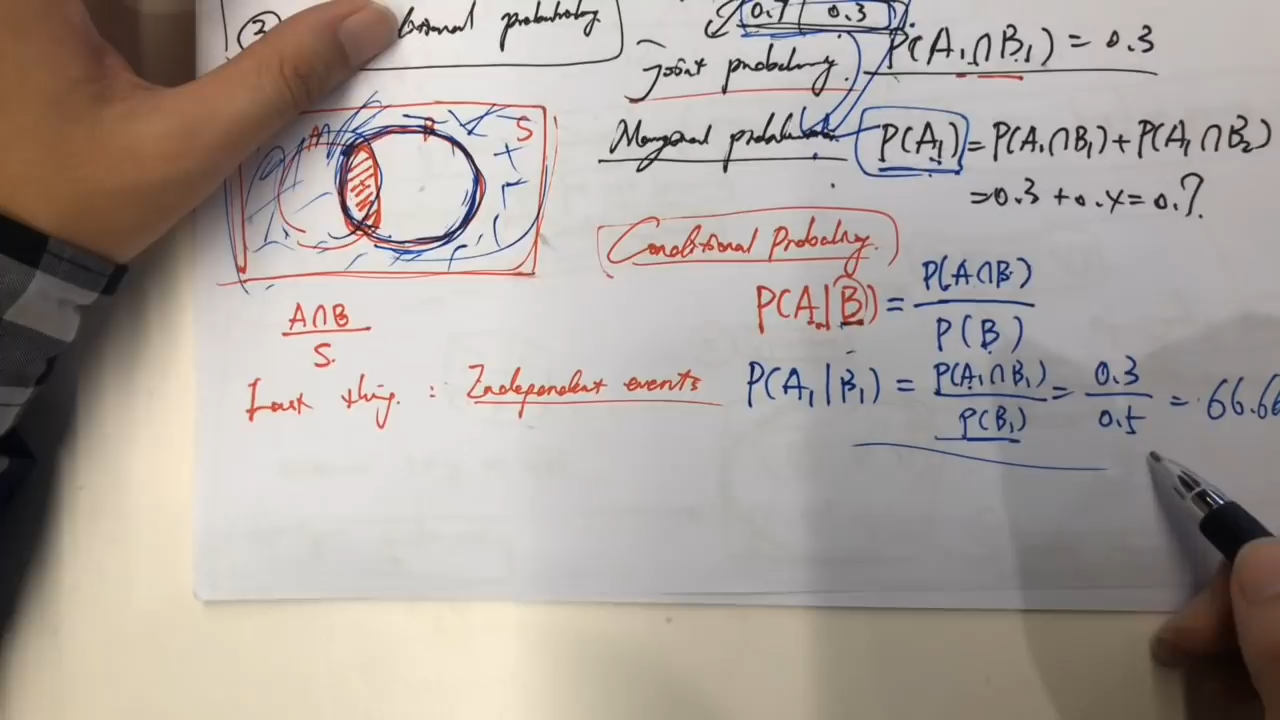 ② probability
0.7 0.3
Joint probability. P(A₁∩B₁) = 0.3
Marginal probability P(A₁) = P(A₁∩B₁) + P(A₁∩B₂)
= 0.3 + 0.4 = 0.7
A B S
Conditional Probability.
P(A|B) = P(A∩B) / P(B)
A∩B
S.
Last thing. : Independent events
P(A₁|B₁) = P(A₁∩B₁) / P(B₁) = 0.3 / 0.5 = 66.66